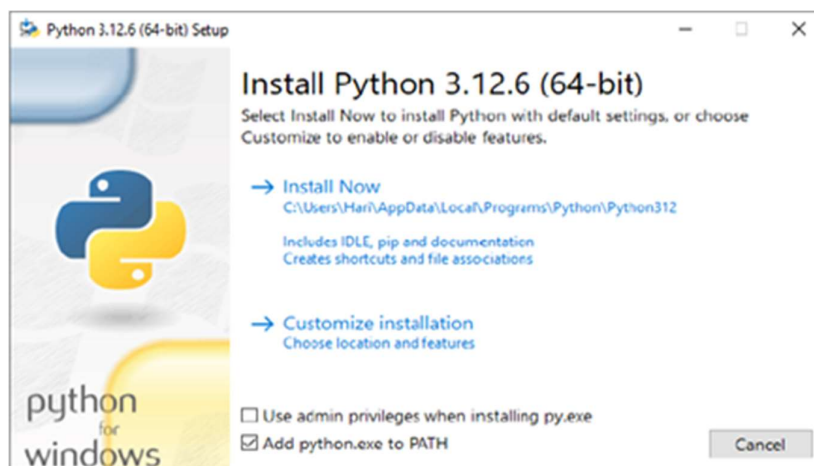 Python 3.12.6 (64-bit) Setup
Install Python 3.12.6 (64-bit)
Select Install Now to install Python with default settings, or choose
Customize to enable or disable features.
Install Now
C:\Users\Hari\AppData\Local\Programs\Python\Python312
Includes IDLE, pip and documentation
Creates shortcuts and file associations
Customize installation
Choose location and features
python
for
windows
Use admin privileges when installing py.exe
Add python.exe to PATH
Cancel